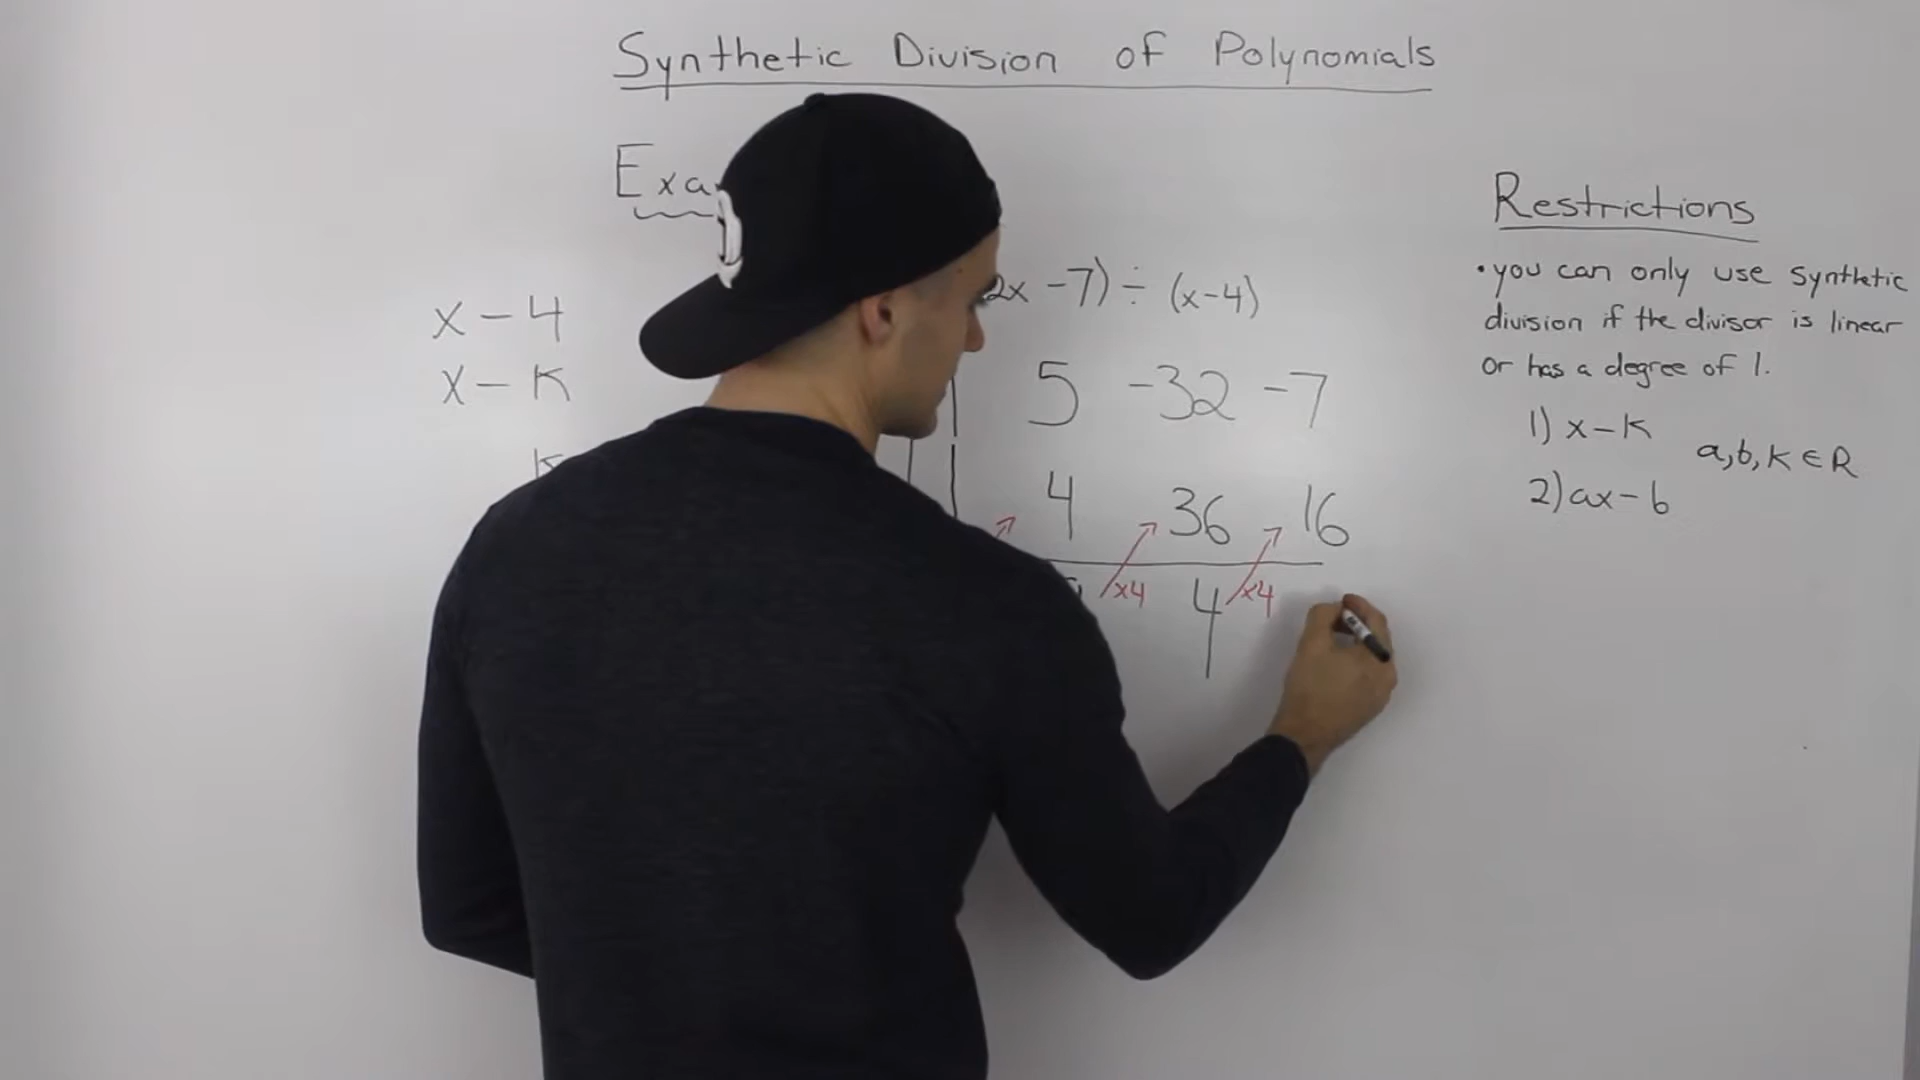 Synthetic Division of Polynomials
Exa
2x - 7) ÷ (x-4)
x - 4
x - K
K
5 -32 -7
4 36 16
x4 4 x4
Restrictions
• you can only use synthetic
division if the divisor is linear
or has a degree of 1.
1) x - K
a, b, K ∈ R
2) ax - b